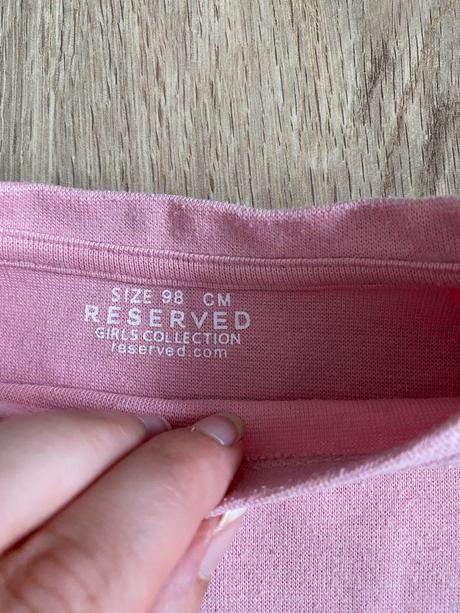 SIZE 98 CM
RESERVED
GIRLS COLLECTION
reserved.com